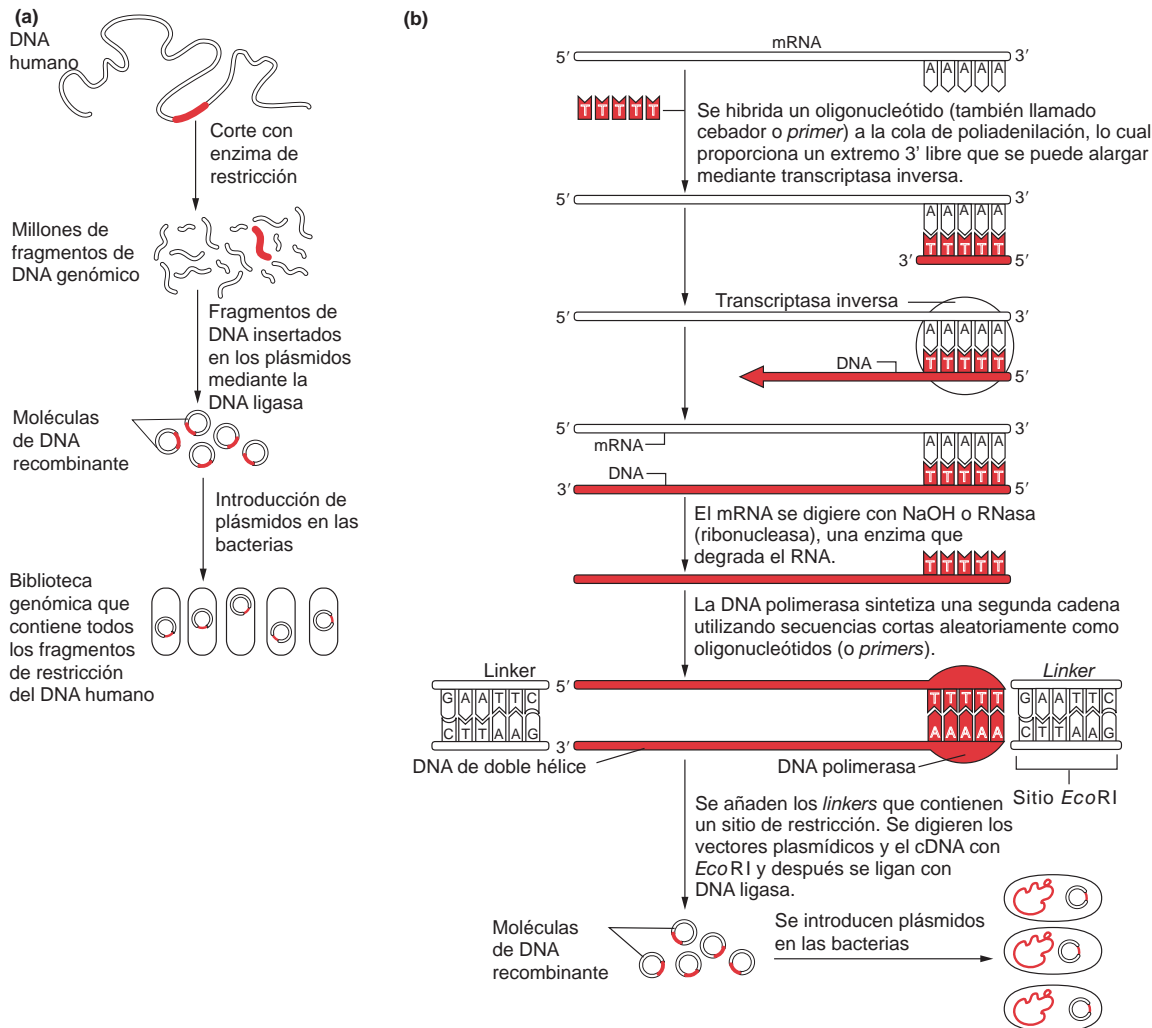 (a)
DNA
humano
Corte con
enzima de
restricción
Millones de
fragmentos de
DNA genómico
Fragmentos de
DNA insertados
en los plásmidos
mediante la
DNA ligasa
Moléculas
de DNA
recombinante
Introducción de
plásmidos en las
bacterias
Biblioteca
genómica que
contiene todos
los fragmentos
de restricción
del DNA humano
(b)
mRNA
5′ 3′
A A A A A
T T T T T
Se hibrida un oligonucleótido (también llamado
cebador o primer) a la cola de poliadenilación, lo cual
proporciona un extremo 3' libre que se puede alargar
mediante transcriptasa inversa.
5′ 3′
A A A A A
T T T T T
3′ 5′
Transcriptasa inversa
5′ 3′
A A A A A
DNA
T T T T T
5′
5′ 3′
mRNA
A A A A A
DNA
T T T T T
3′ 5′
El mRNA se digiere con NaOH o RNasa
(ribonucleasa), una enzima que
degrada el RNA.
T T T T T
La DNA polimerasa sintetiza una segunda cadena
utilizando secuencias cortas aleatoriamente como
oligonucleótidos (o primers).
Linker
Linker
5′
G A A T T C
T T T T T
G A A T T C
C T T A A G
A A A A A
C T T A A G
3′
DNA de doble hélice
DNA polimerasa
Sitio EcoRI
Se añaden los linkers que contienen
un sitio de restricción. Se digieren los
vectores plasmídicos y el cDNA con
EcoRI y después se ligan con
DNA ligasa.
Moléculas
de DNA
recombinante
Se introducen plásmidos
en las bacterias